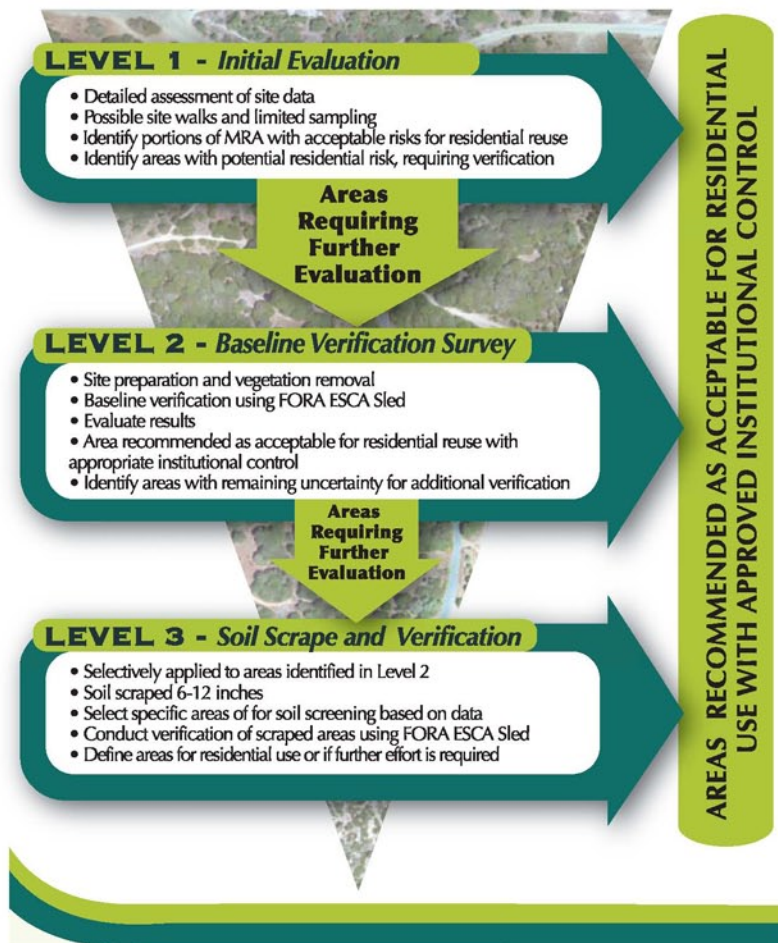 LEVEL 1 - Initial Evaluation
• Detailed assessment of site data
• Possible site walks and limited sampling
• Identify portions of MRA with acceptable risks for residential reuse
• Identify areas with potential residential risk, requiring verification
Areas
Requiring
Further
Evaluation
LEVEL 2 - Baseline Verification Survey
• Site preparation and vegetation removal
• Baseline verification using FORA ESCA Sled
• Evaluate results
• Area recommended as acceptable for residential reuse with
appropriate institutional control
• Identify areas with remaining uncertainty for additional verification
Areas
Requiring
Further
Evaluation
LEVEL 3 - Soil Scrape and Verification
• Selectively applied to areas identified in Level 2
• Soil scraped 6-12 inches
• Select specific areas of for soil screening based on data
• Conduct verification of scraped areas using FORA ESCA Sled
• Define areas for residential use or if further effort is required
AREAS RECOMMENDED AS ACCEPTABLE FOR RESIDENTIAL
USE WITH APPROVED INSTITUTIONAL CONTROL